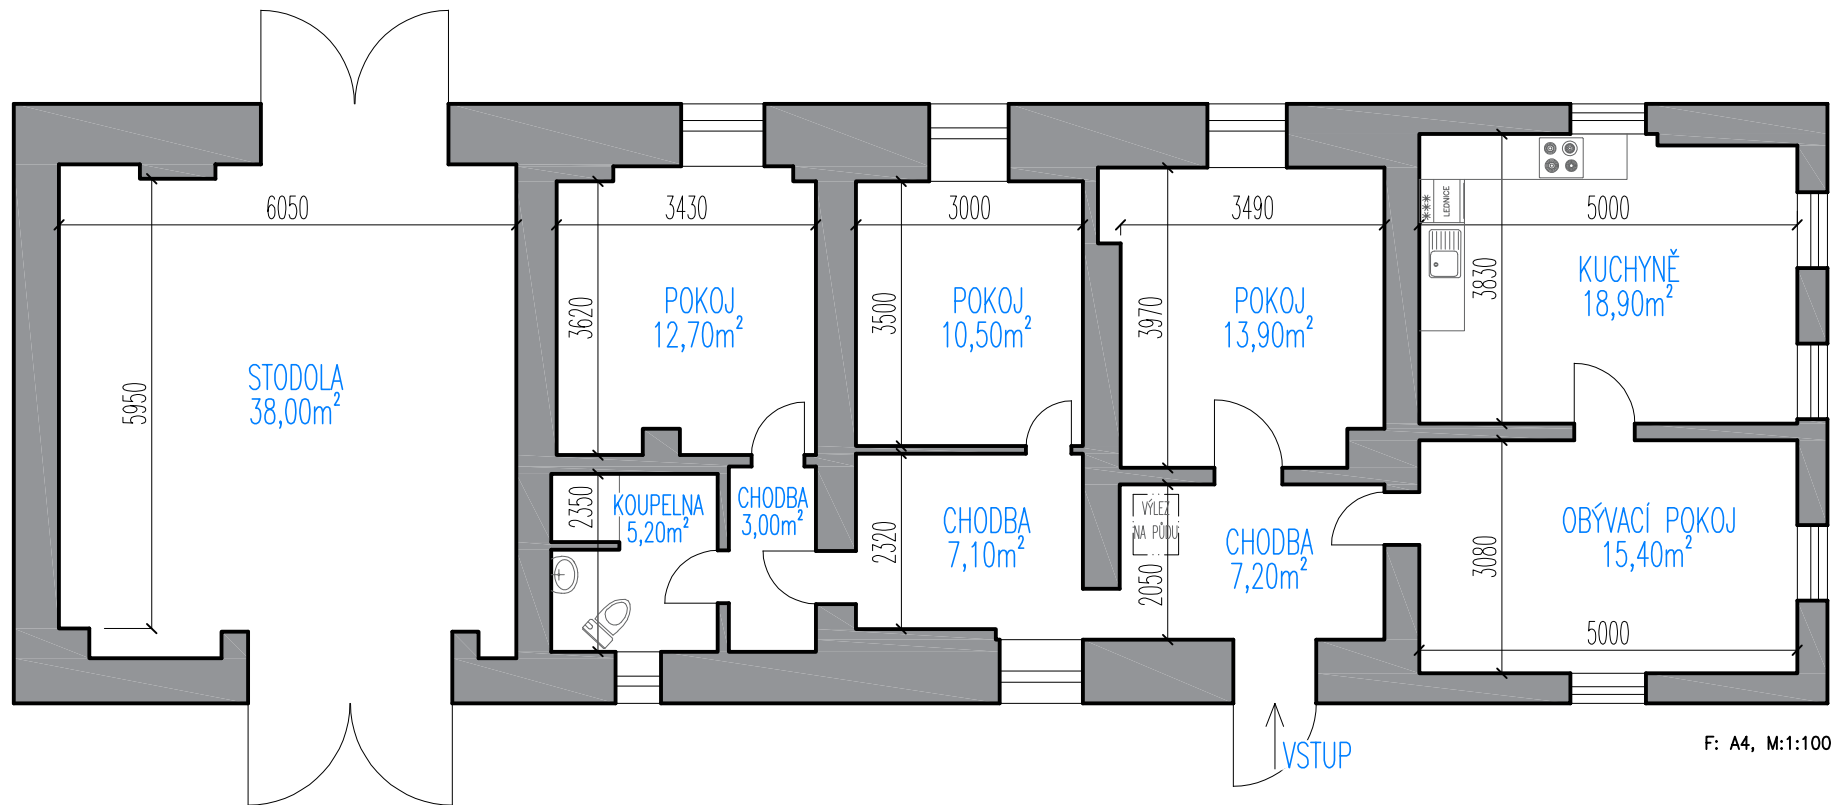 6050
3430
3000
3490
5000
LEDNICE
KUCHYNĚ
18,90m²
3830
POKOJ
12,70m²
3620
POKOJ
10,50m²
3500
POKOJ
13,90m²
3970
STODOLA
38,00m²
5950
KOUPELNA
5,20m²
2350
CHODBA
3,00m²
CHODBA
7,10m²
2320
VÝLEZ
NA PŮDU
CHODBA
7,20m²
2050
OBÝVACÍ POKOJ
15,40m²
3080
5000
VSTUP
F: A4, M:1:100